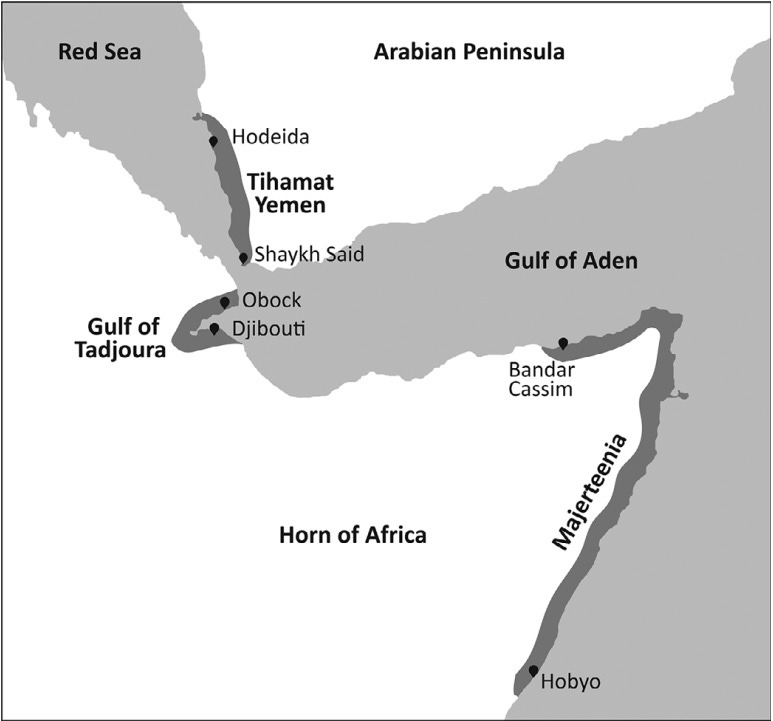 Red Sea
Arabian Peninsula
Hodeida
Tihamat
Yemen
Shaykh Said
Gulf of Aden
Obock
Gulf of
Tadjoura
Djibouti
Bandar
Cassim
Majerteenia
Horn of Africa
Hobyo